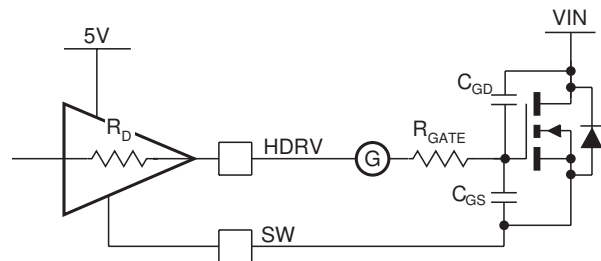 VIN
5V
C_GD
R_D
R_GATE
HDRV
G
C_GS
SW